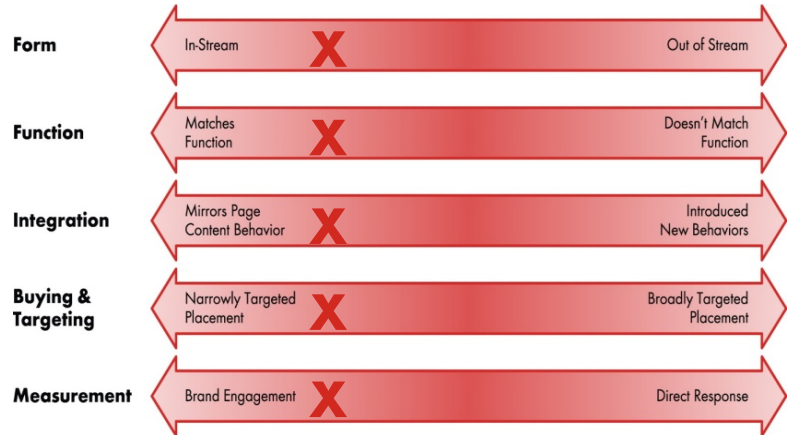 Form
In-Stream
X
Out of Stream
Function
Matches
Function
X
Doesn't Match
Function
Integration
Mirrors Page
Content Behavior
X
Introduced
New Behaviors
Buying &
Targeting
Narrowly Targeted
Placement
X
Broadly Targeted
Placement
Measurement
Brand Engagement
X
Direct Response